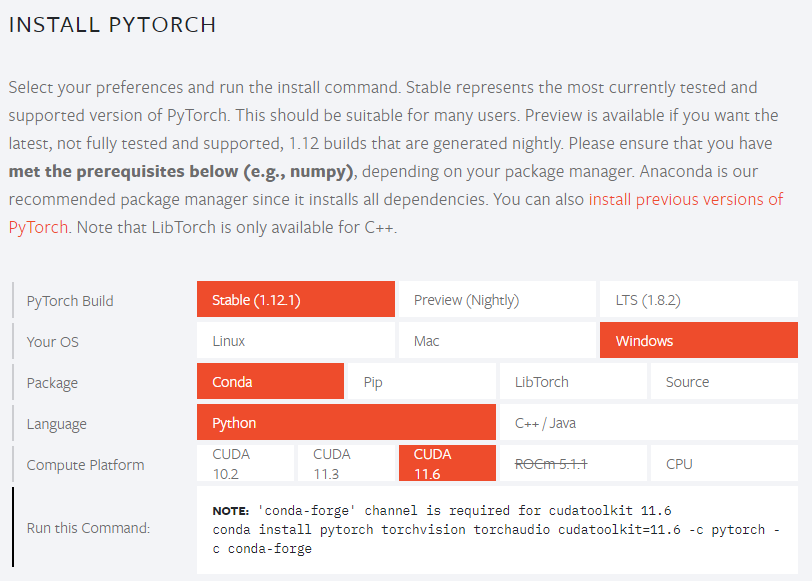 INSTALL PYTORCH
Select your preferences and run the install command. Stable represents the most currently tested and
supported version of PyTorch. This should be suitable for many users. Preview is available if you want the
latest, not fully tested and supported, 1.12 builds that are generated nightly. Please ensure that you have
met the prerequisites below (e.g., numpy), depending on your package manager. Anaconda is our
recommended package manager since it installs all dependencies. You can also install previous versions of
PyTorch. Note that LibTorch is only available for C++.
PyTorch Build Stable (1.12.1) Preview (Nightly) LTS (1.8.2)
Your OS Linux Mac Windows
Package Conda Pip LibTorch Source
Language Python C++ / Java
Compute Platform CUDA 10.2 CUDA 11.3 CUDA 11.6 ROCm 5.1.1 CPU
Run this Command:
NOTE: 'conda-forge' channel is required for cudatoolkit 11.6
conda install pytorch torchvision torchaudio cudatoolkit=11.6 -c pytorch -
c conda-forge